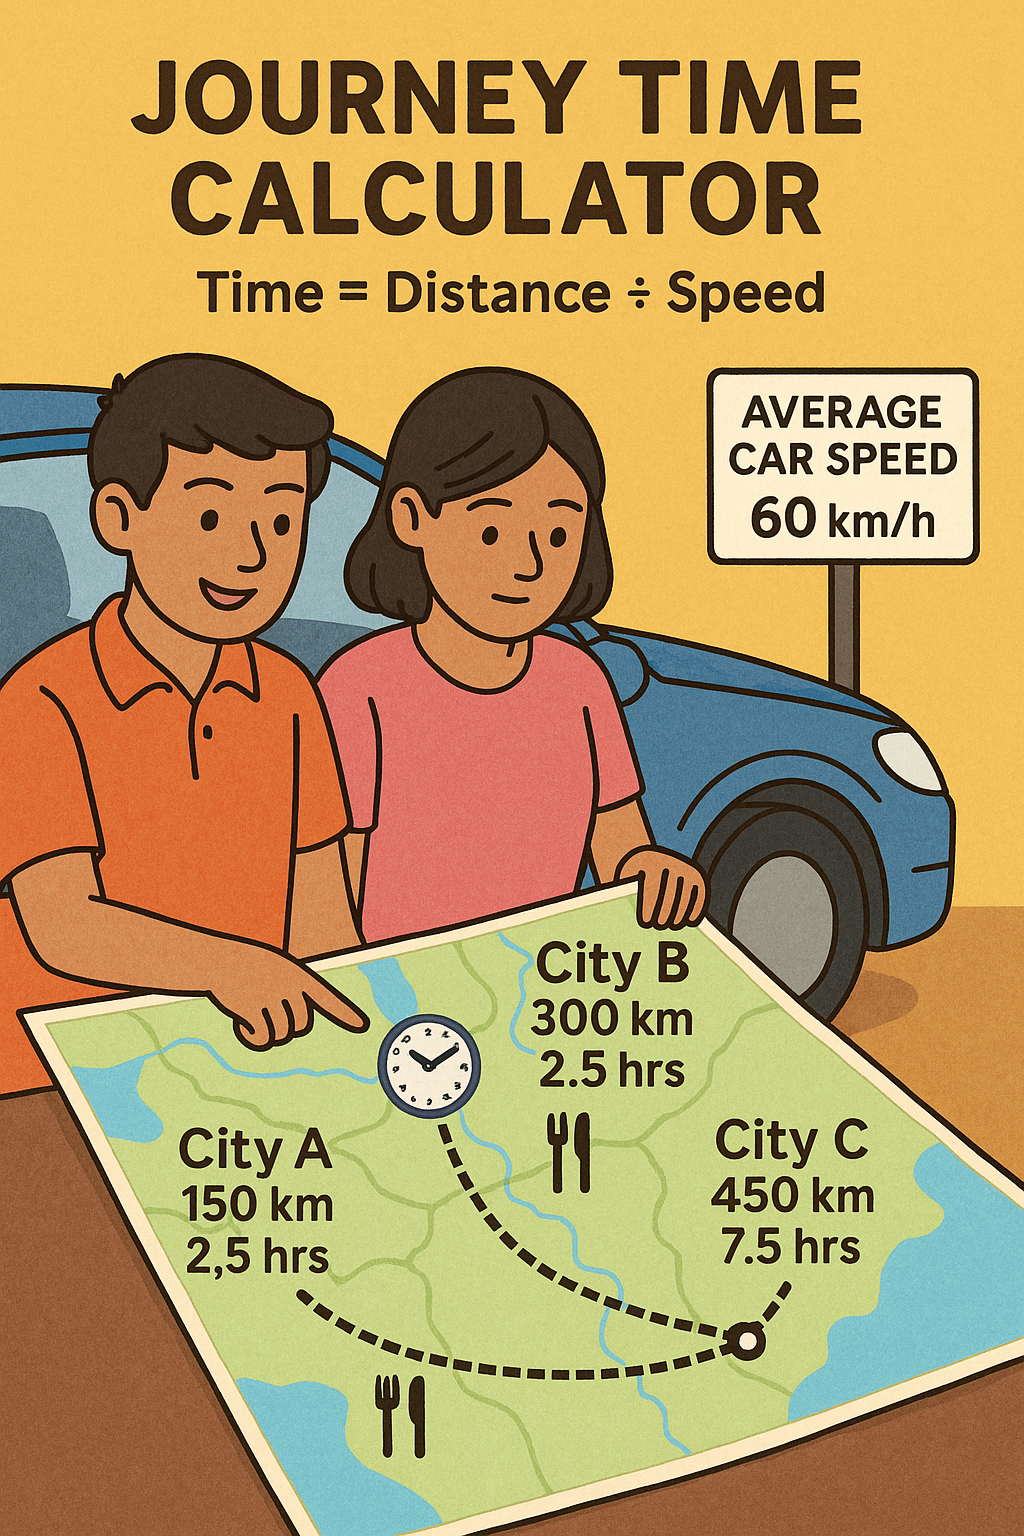 JOURNEY TIME
CALCULATOR
Time = Distance ÷ Speed
AVERAGE
CAR SPEED
60 km/h
City B
300 km
2.5 hrs
City A
150 km
2,5 hrs
City C
450 km
7.5 hrs